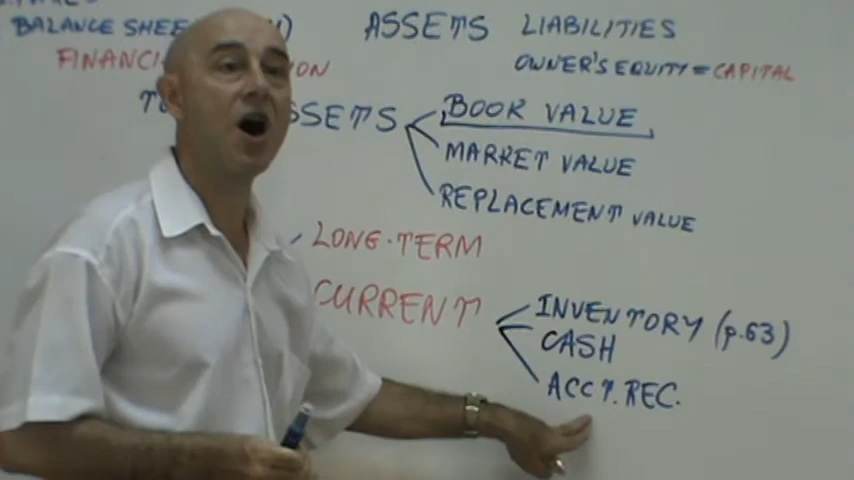 BALANCE SHEE
ASSETS LIABILITIES
FINANCI ON
OWNER'S EQUITY = CAPITAL
SSETS BOOK VALUE
MARKET VALUE
REPLACEMENT VALUE
LONG-TERM
CURRENT INVENTORY (p.63)
CASH
ACCT. REC.